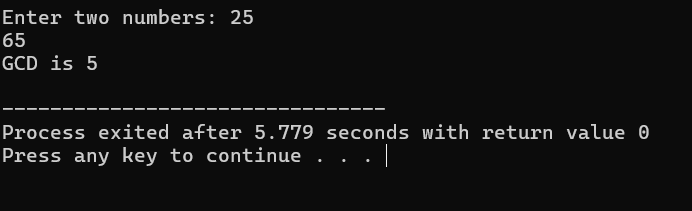 Enter two numbers: 25
65
GCD is 5
--------------------------------
Process exited after 5.779 seconds with return value 0
Press any key to continue . . .